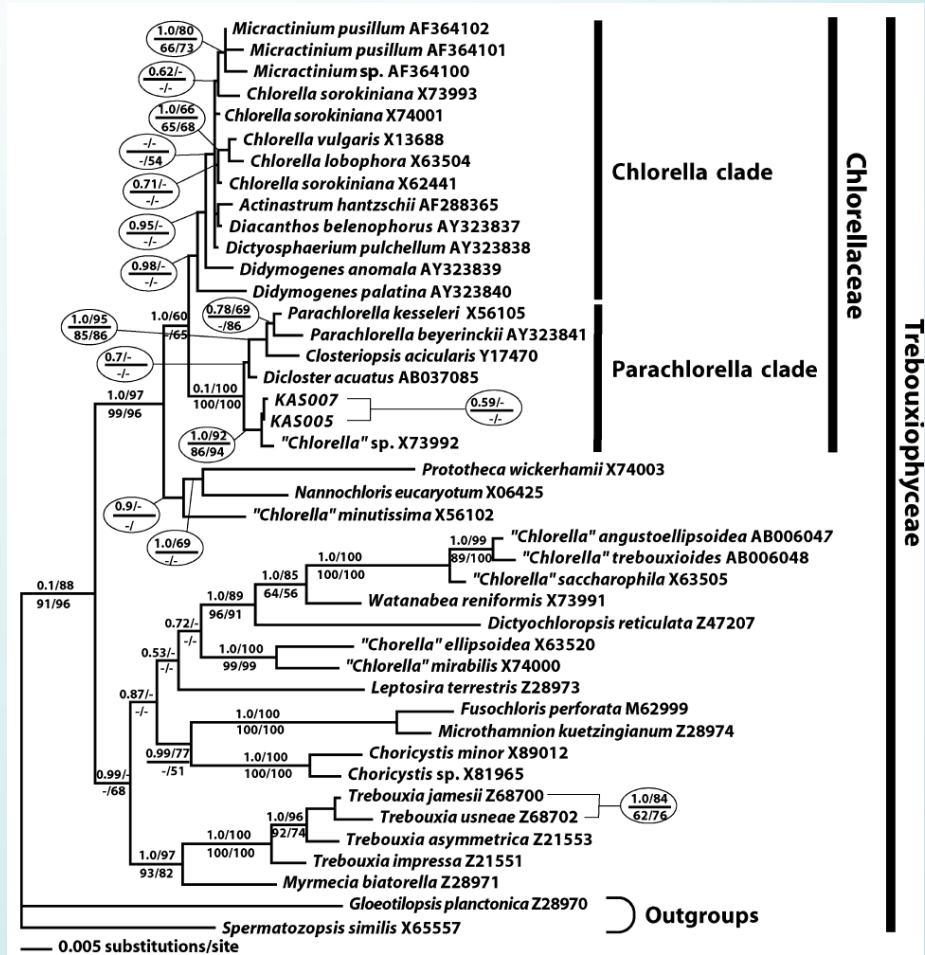 1.0/80
66/73
Micractinium pusillum AF364102
Micractinium pusillum AF364101
Micractinium sp. AF364100
0.62/-
-/-
Chlorella sorokiniana X73993
1.0/66
65/68
Chlorella sorokiniana X74001
Chlorella vulgaris X13688
-/-
-/54
Chlorella lobophora X63504
0.71/-
-/-
Chlorella sorokiniana X62441
Actinastrum hantzschii AF288365
0.95/-
-/-
Diacanthos belenophorus AY323837
Dictyosphaerium pulchellum AY323838
0.98/-
-/-
Didymogenes anomala AY323839
Didymogenes palatina AY323840
Chlorella clade
Chlorellaceae
Trebouxiophyceae
1.0/60
-/65
0.78/69
-/86
Parachlorella kesseleri X56105
1.0/95
85/86
Parachlorella beyerinckii AY323841
Closteriopsis acicularis Y17470
0.7/-
-/-
Dicloster acuatus AB037085
Parachlorella clade
0.1/100
100/100
KAS007
KAS005
0.59/-
-/-
1.0/97
99/96
1.0/92
86/94
"Chlorella" sp. X73992
Prototheca wickerhamii X74003
Nannochloris eucaryotum X06425
0.9/-
-/
"Chlorella" minutissima X56102
1.0/69
-/-
"Chlorella" angustoellipsoidea AB006047
1.0/99
89/100
"Chlorella" trebouxioides AB006048
1.0/100
100/100
"Chlorella" saccharophila X63505
0.1/88
91/96
1.0/85
64/56
Watanabea reniformis X73991
1.0/89
96/91
Dictyochloropsis reticulata Z47207
0.72/-
-/-
"Chorella" ellipsoidea X63520
1.0/100
99/99
"Chlorella" mirabilis X74000
0.53/-
-/-
Leptosira terrestris Z28973
0.87/-
-/-
Fusochloris perforata M62999
1.0/100
100/100
Microthamnion kuetzingianum Z28974
0.99/77
-/51
Choricystis minor X89012
1.0/100
100/100
Choricystis sp. X81965
0.99/-
-/68
Trebouxia jamesii Z68700
1.0/84
62/76
Trebouxia usneae Z68702
1.0/96
92/74
Trebouxia asymmetrica Z21553
1.0/100
100/100
Trebouxia impressa Z21551
1.0/97
93/82
Myrmecia biatorella Z28971
Gloeotilopsis planctonica Z28970
Outgroups
Spermatozopsis similis X65557
0.005 substitutions/site